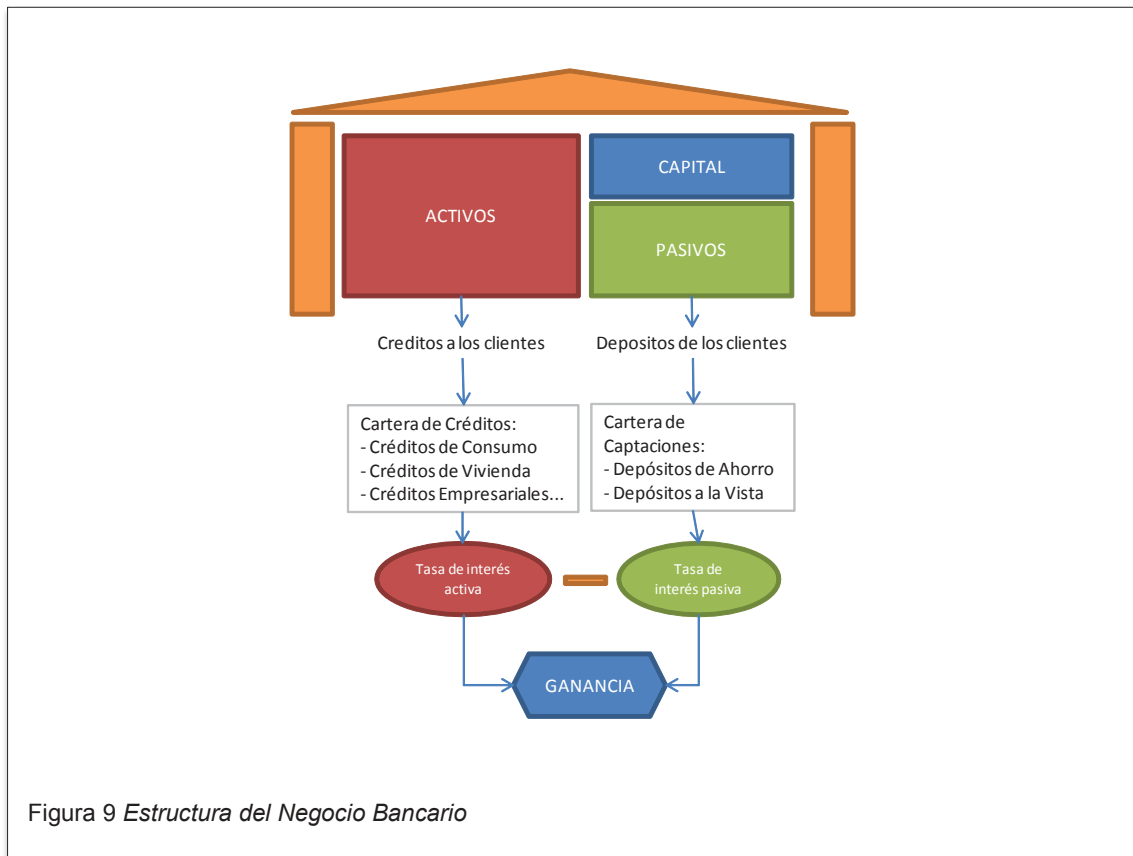 ACTIVOS
CAPITAL
PASIVOS
Creditos a los clientes
Depositos de los clientes
Cartera de Créditos:
- Créditos de Consumo
- Créditos de Vivienda
- Créditos Empresariales...
Cartera de
Captaciones:
- Depósitos de Ahorro
- Depósitos a la Vista
Tasa de interés
activa
Tasa de
interés pasiva
GANANCIA
Figura 9 Estructura del Negocio Bancario